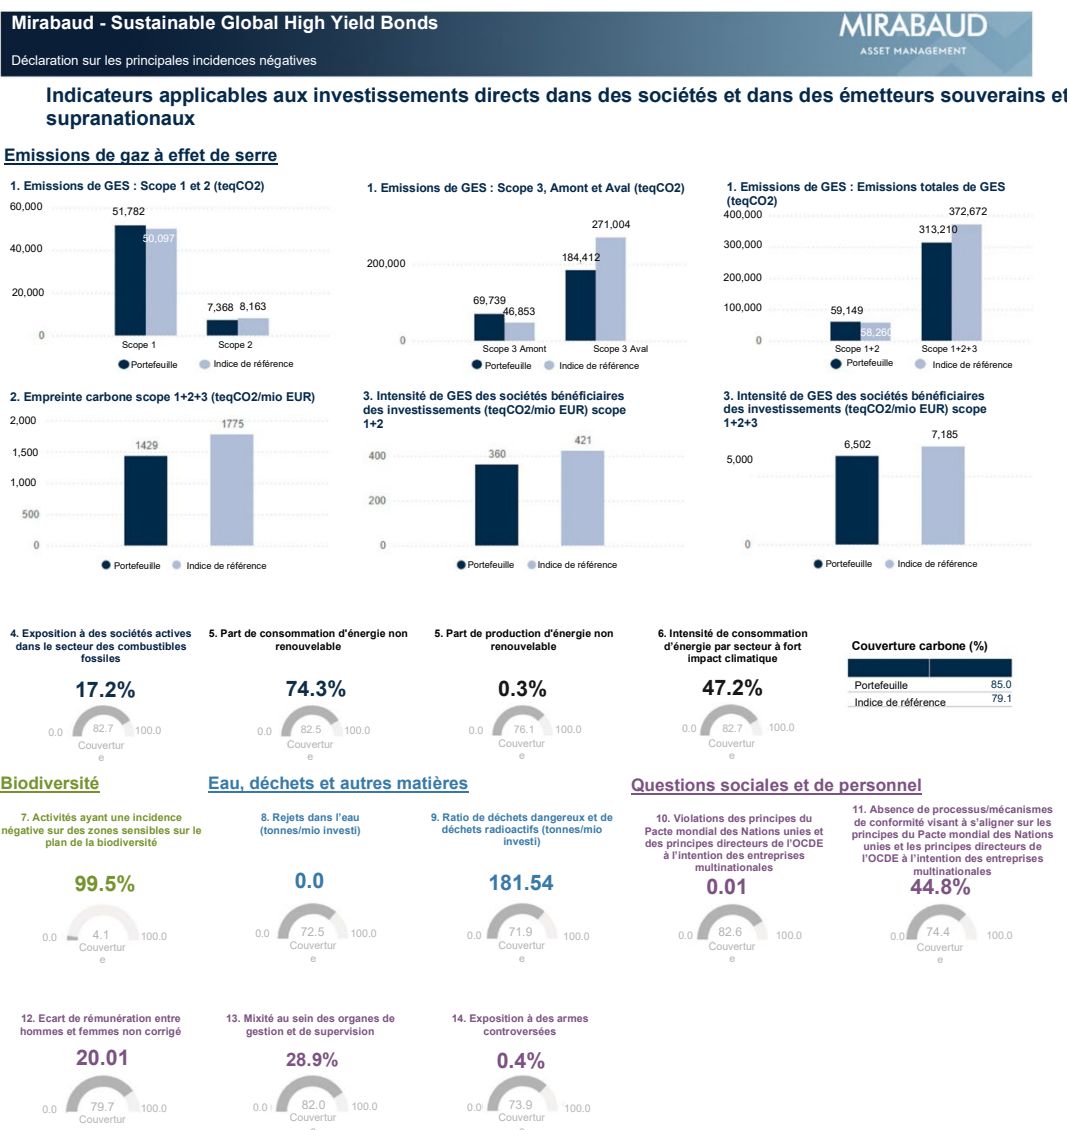 Mirabaud - Sustainable Global High Yield Bonds
Déclaration sur les principales incidences négatives
MIRABAUD
ASSET MANAGEMENT
Indicateurs applicables aux investissements directs dans des sociétés et dans des émetteurs souverains et
supranationaux
Emissions de gaz à effet de serre
1. Emissions de GES : Scope 1 et 2 (teqCO2)
60,000
51,782
50,097
40,000
20,000
7,368 8,163
0
Scope 1 Scope 2
Portefeuille Indice de référence
1. Emissions de GES : Scope 3, Amont et Aval (teqCO2)
271,004
200,000
184,412
69,739
46,853
0
Scope 3 Amont Scope 3 Aval
Portefeuille Indice de référence
1. Emissions de GES : Emissions totales de GES
(teqCO2)
400,000
372,672
313,210
300,000
200,000
100,000
59,149
58,260
0
Scope 1+2 Scope 1+2+3
Portefeuille Indice de référence
2. Empreinte carbone scope 1+2+3 (teqCO2/mio EUR)
2,000
1775
1429
1,500
1,000
500
0
Portefeuille Indice de référence
3. Intensité de GES des sociétés bénéficiaires
des investissements (teqCO2/mio EUR) scope
1+2
421
360
400
200
0
Portefeuille Indice de référence
3. Intensité de GES des sociétés bénéficiaires
des investissements (teqCO2/mio EUR) scope
1+2+3
7,185
6,502
5,000
0
Portefeuille Indice de référence
4. Exposition à des sociétés actives
dans le secteur des combustibles
fossiles
17.2%
0.0 82.7 100.0
Couvertur
e
5. Part de consommation d'énergie non
renouvelable
74.3%
0.0 82.5 100.0
Couvertur
e
5. Part de production d'énergie non
renouvelable
0.3%
0.0 76.1 100.0
Couvertur
e
6. Intensité de consommation
d'énergie par secteur à fort
impact climatique
47.2%
0.0 82.7 100.0
Couvertur
e
Couverture carbone (%)
Portefeuille 85.0
Indice de référence 79.1
Biodiversité
7. Activités ayant une incidence
négative sur des zones sensibles sur le
plan de la biodiversité
99.5%
0.0 4.1 100.0
Couvertur
e
Eau, déchets et autres matières
8. Rejets dans l'eau
(tonnes/mio investi)
0.0
0.0 72.5 100.0
Couvertur
e
9. Ratio de déchets dangereux et de
déchets radioactifs (tonnes/mio
investi)
181.54
0.0 71.9 100.0
Couvertur
e
Questions sociales et de personnel
10. Violations des principes du
Pacte mondial des Nations unies et
des principes directeurs de l'OCDE
à l'intention des entreprises
multinationales
0.01
0.0 82.6 100.0
Couvertur
e
11. Absence de processus/mécanismes
de conformité visant à s'aligner sur les
principes du Pacte mondial des Nations
unies et les principes directeurs de
l'OCDE à l'intention des entreprises
multinationales
44.8%
0.0 74.4 100.0
Couvertur
e
12. Ecart de rémunération entre
hommes et femmes non corrigé
20.01
0.0 79.7 100.0
Couvertur
13. Mixité au sein des organes de
gestion et de supervision
28.9%
0.0 82.0 100.0
Couvertur
14. Exposition à des armes
controversées
0.4%
0.0 73.9 100.0
Couvertur